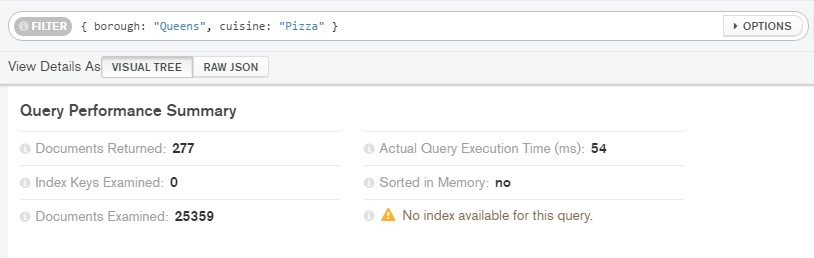 FILTER { borough: "Queens", cuisine: "Pizza" } OPTIONS
View Details As VISUAL TREE RAW JSON
Query Performance Summary
Documents Returned: 277 Actual Query Execution Time (ms): 54
Index Keys Examined: 0 Sorted in Memory: no
Documents Examined: 25359 No index available for this query.